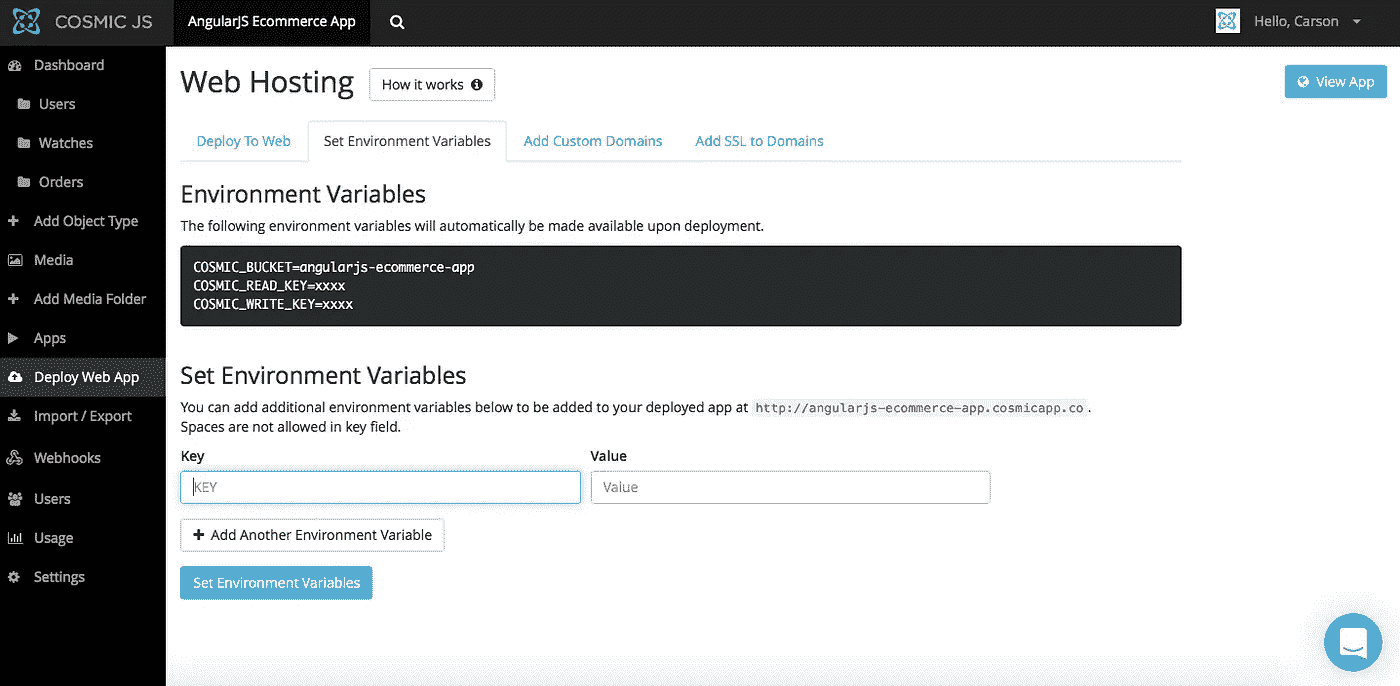 COSMIC JS
AngularJS Ecommerce App
Hello, Carson
Dashboard
Users
Watches
Orders
Add Object Type
Media
Add Media Folder
Apps
Deploy Web App
Import / Export
Webhooks
Users
Usage
Settings
Web Hosting
How it works
View App
Deploy To Web
Set Environment Variables
Add Custom Domains
Add SSL to Domains
Environment Variables
The following environment variables will automatically be made available upon deployment.
COSMIC_BUCKET=angularjs-ecommerce-app
COSMIC_READ_KEY=xxxx
COSMIC_WRITE_KEY=xxxx
Set Environment Variables
You can add additional environment variables below to be added to your deployed app at http://angularjs-ecommerce-app.cosmicapp.co.
Spaces are not allowed in key field.
Key
Value
KEY
Value
Add Another Environment Variable
Set Environment Variables